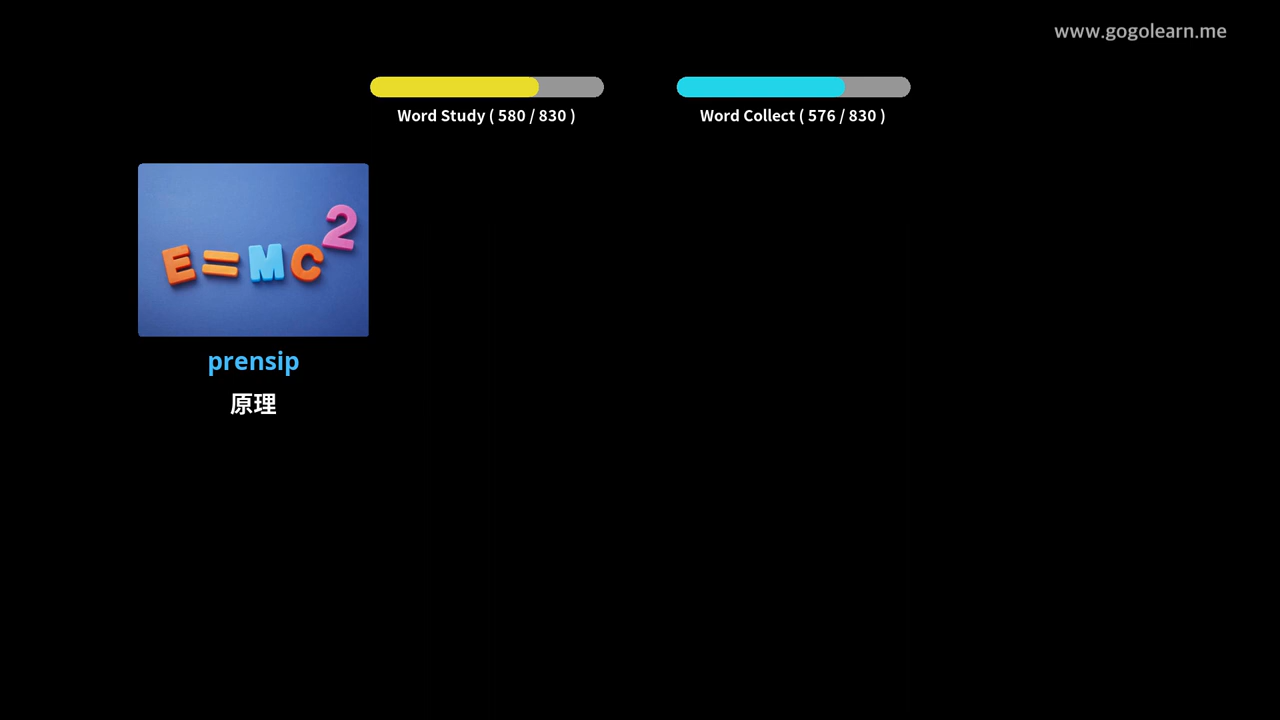 www.gogolearn.me
Word Study ( 580 / 830 )
Word Collect ( 576 / 830 )
E=MC²
prensip
原理